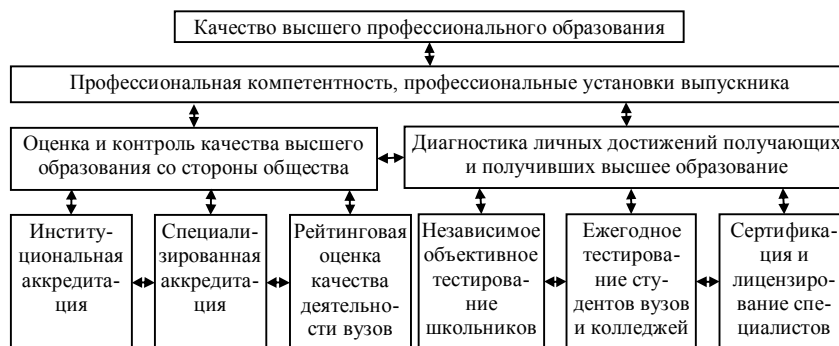 Качество высшего профессионального образования
Профессиональная компетентность, профессиональные установки выпускника
Оценка и контроль качества высшего
образования со стороны общества
Диагностика личных достижений получающих
и получивших высшее образование
Институ-
циональная
аккредита-
ция
Специали-
зированная
аккредита-
ция
Рейтинговая
оценка
качества
деятельно-
сти вузов
Независимое
объективное
тестирова-
ние
школьников
Ежегодное
тестирова-
ние сту-
дентов вузов
и колледжей
Сертифика-
ция и
лицензиро-
вание спе-
циалистов